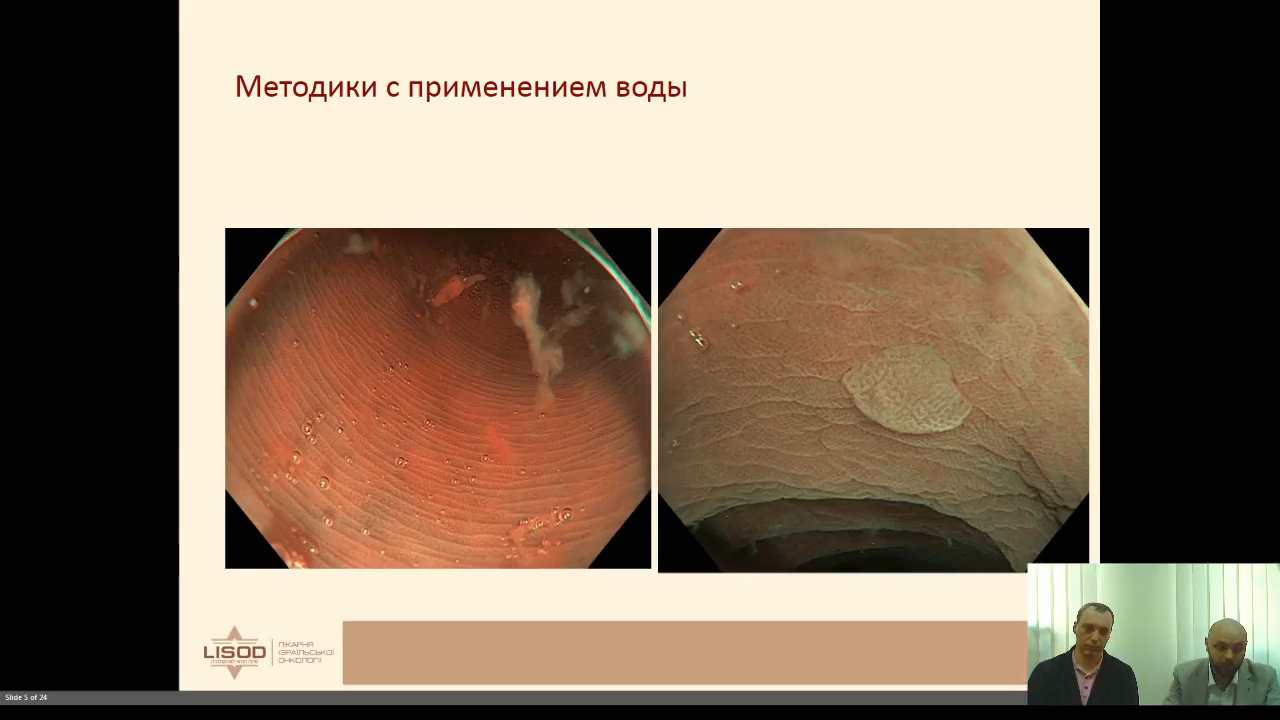 Методики с применением воды
LISOD
ЛІКАРНЯ
ІЗРАЇЛЬСЬКОЇ
ОНКОЛОГІЇ
Slide 5 of 24